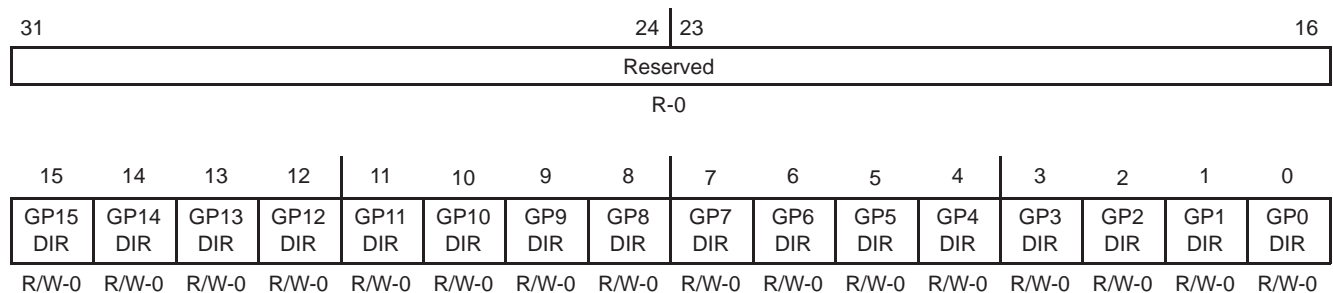 31 24 23 16
Reserved
R-0
15 14 13 12 11 10 9 8 7 6 5 4 3 2 1 0
GP15 GP14 GP13 GP12 GP11 GP10 GP9 GP8 GP7 GP6 GP5 GP4 GP3 GP2 GP1 GP0
DIR DIR DIR DIR DIR DIR DIR DIR DIR DIR DIR DIR DIR DIR DIR DIR
R/W-0 R/W-0 R/W-0 R/W-0 R/W-0 R/W-0 R/W-0 R/W-0 R/W-0 R/W-0 R/W-0 R/W-0 R/W-0 R/W-0 R/W-0 R/W-0